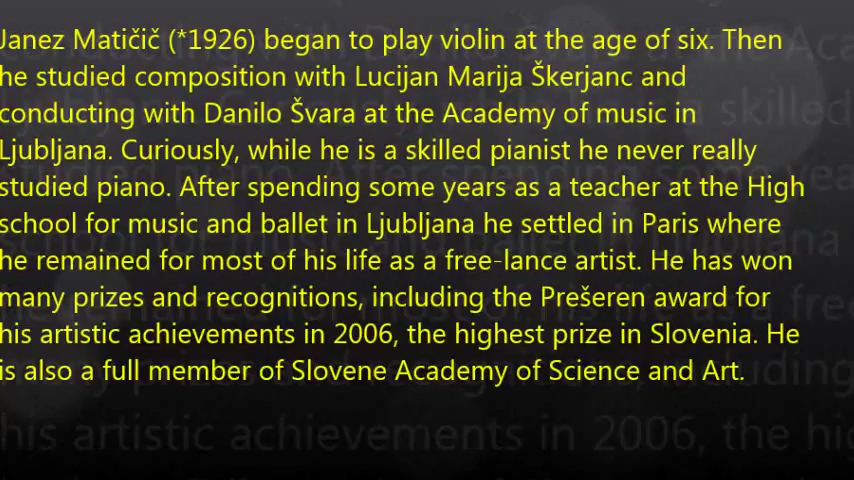 Janez Matičič (*1926) began to play violin at the age of six. Then
he studied composition with Lucijan Marija Škerjanc and
conducting with Danilo Švara at the Academy of music in
Ljubljana. Curiously, while he is a skilled pianist he never really
studied piano. After spending some years as a teacher at the High
school for music and ballet in Ljubljana he settled in Paris where
he remained for most of his life as a free-lance artist. He has won
many prizes and recognitions, including the Prešeren award for
his artistic achievements in 2006, the highest prize in Slovenia. He
is also a full member of Slovene Academy of Science and Art.
his artistic achievements in 2006, the